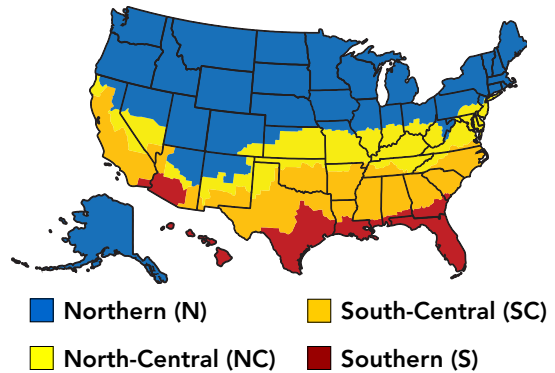 Northern (N)
South-Central (SC)
North-Central (NC)
Southern (S)